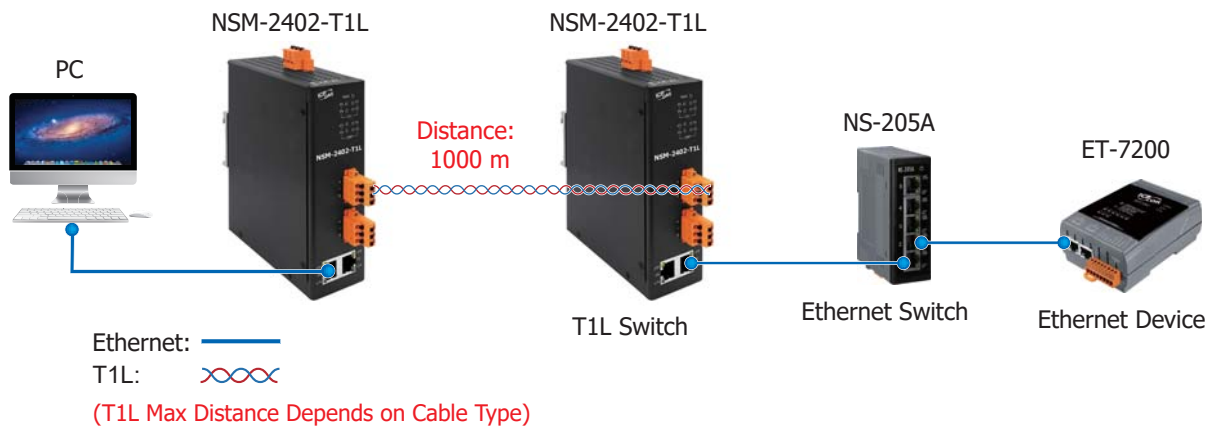 NSM-2402-T1L
NSM-2402-T1L
PC
NS-205A
ET-7200
Distance:
1000 m
NSM-2402-T1L
NSM-2402-T1L
T1L Switch
Ethernet Switch
Ethernet Device
Ethernet:
T1L:
(T1L Max Distance Depends on Cable Type)